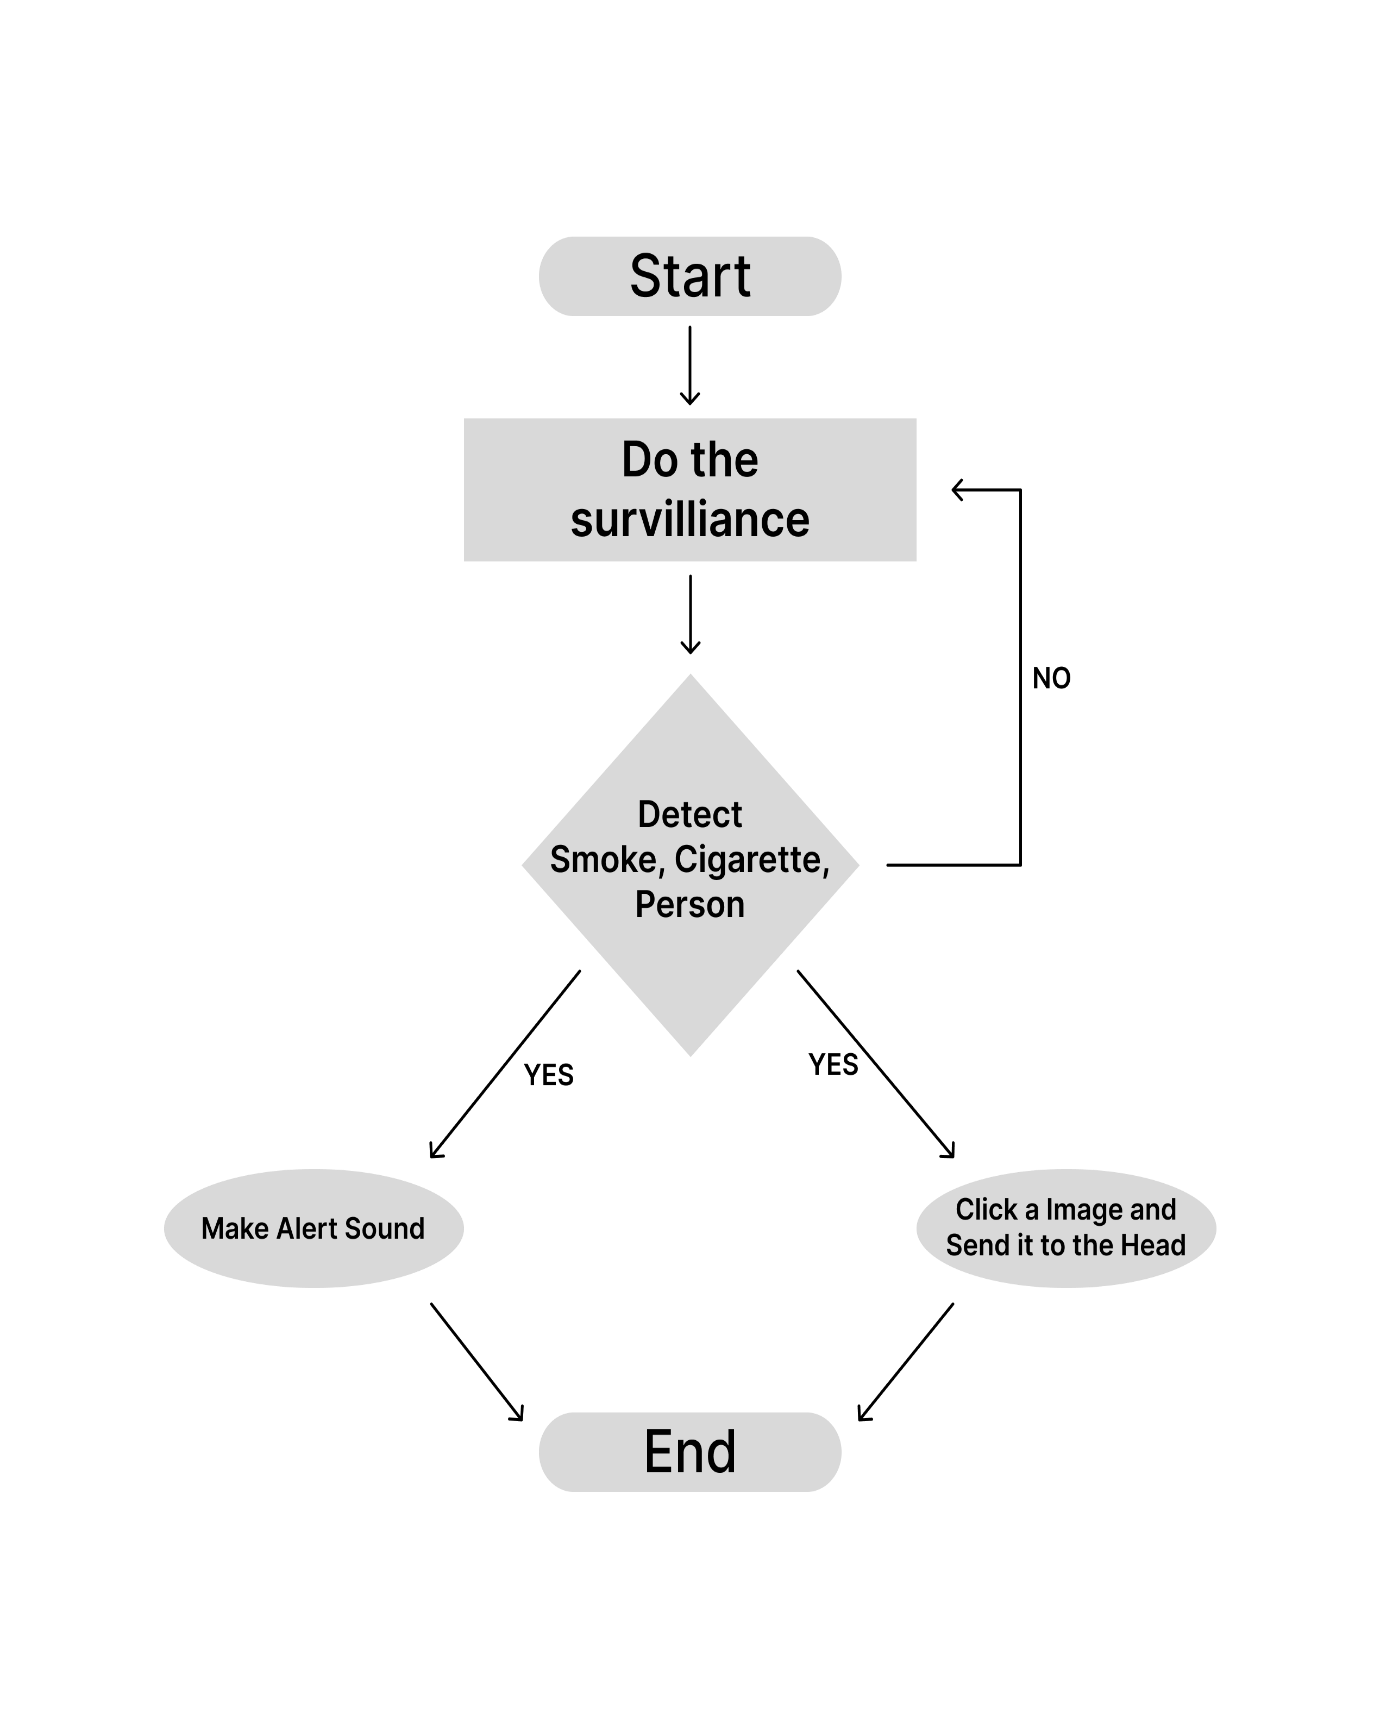 Start
Do the
survilliance
NO
Detect
Smoke, Cigarette,
Person
YES
YES
Make Alert Sound
Click a Image and
Send it to the Head
End